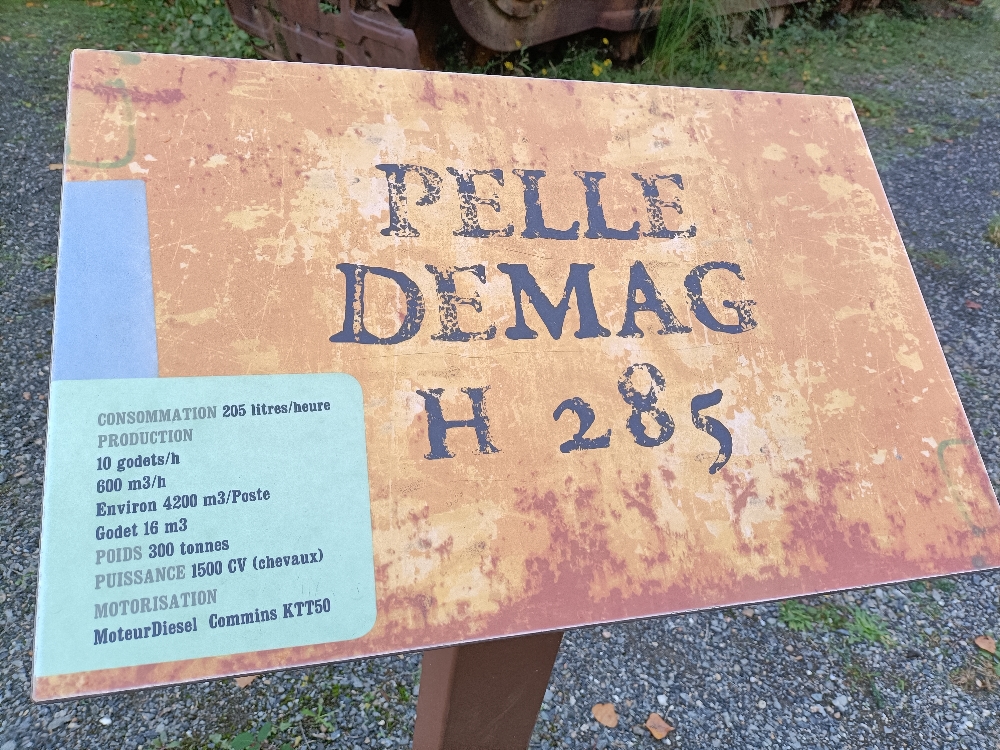 PELLE
DEMAG
H 285
CONSOMMATION 205 litres/heure
PRODUCTION
10 godets/h
600 m3/h
Environ 4200 m3/Poste
Godet 16 m3
POIDS 300 tonnes
PUISSANCE 1500 CV (chevaux)
MOTORISATION
MoteurDiesel Commins KTT50